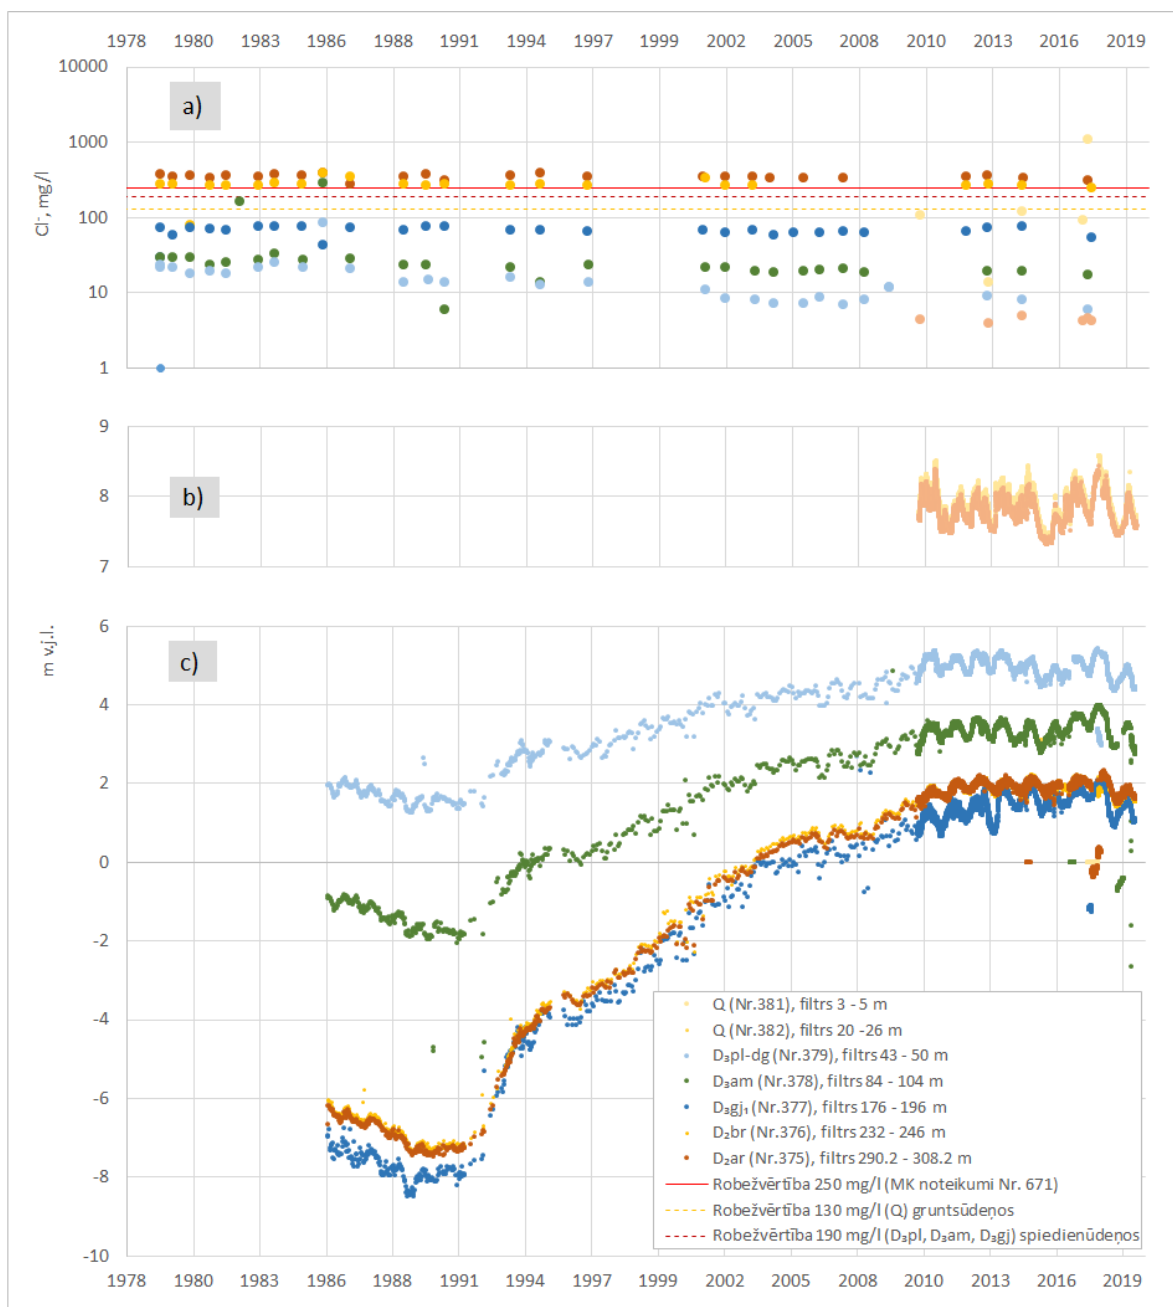 1978 1980 1983 1986 1988 1991 1994 1997 1999 2002 2005 2008 2010 2013 2016 2019
10000
a)
1000
Cl⁻, mg/l
100
10
1
9
8
b)
7
m v.j.l.
6
c)
4
2
0
-2
-4
Q (Nr.381), filtrs 3 - 5 m
Q (Nr.382), filtrs 20 -26 m
D₃pl-dg (Nr.379), filtrs 43 - 50 m
D₃am (Nr.378), filtrs 84 - 104 m
-6
D₃gj₁ (Nr.377), filtrs 176 - 196 m
D₂br (Nr.376), filtrs 232 - 246 m
D₂ar (Nr.375), filtrs 290.2 - 308.2 m
-8
Robežvērtība 250 mg/l (MK noteikumi Nr. 671)
Robežvērtība 130 mg/l (Q) gruntsūdeņos
Robežvērtība 190 mg/l (D₃pl, D₃am, D₃gj) spiedienūdeņos
-10
1978 1980 1983 1986 1988 1991 1994 1997 1999 2002 2005 2008 2010 2013 2016 2019